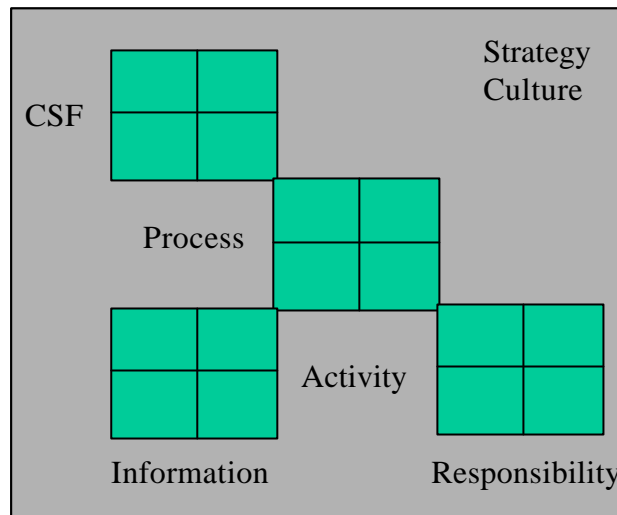 Strategy
Culture
CSF
Process
Activity
Information
Responsibility